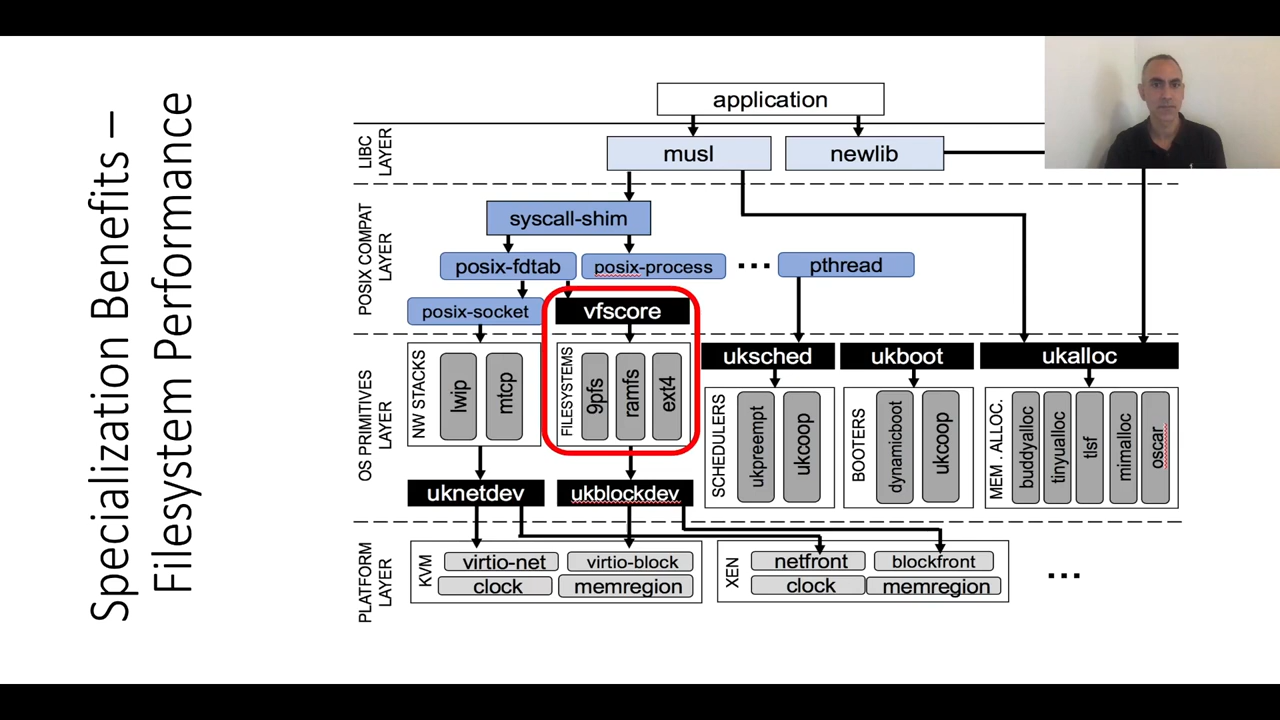 Specialization Benefits –
Filesystem Performance
application
LIBC
LAYER
musl
newlib
POSIX COMPAT
LAYER
syscall-shim
posix-fdtab
posix-process
...
pthread
posix-socket
vfscore
OS PRIMITIVES
LAYER
NW STACKS
lwip
mtcp
FILESYSTEMS
9pfs
ramfs
ext4
uksched
SCHEDULERS
ukpreempt
ukcoop
ukboot
BOOTERS
dynamicboot
ukcoop
ukalloc
MEM . ALLOC.
buddyalloc
tinyualloc
tlsf
mimalloc
oscar
uknetdev
ukblockdev
PLATFORM
LAYER
KVM
virtio-net
virtio-block
clock
memregion
XEN
netfront
blockfront
clock
memregion
...